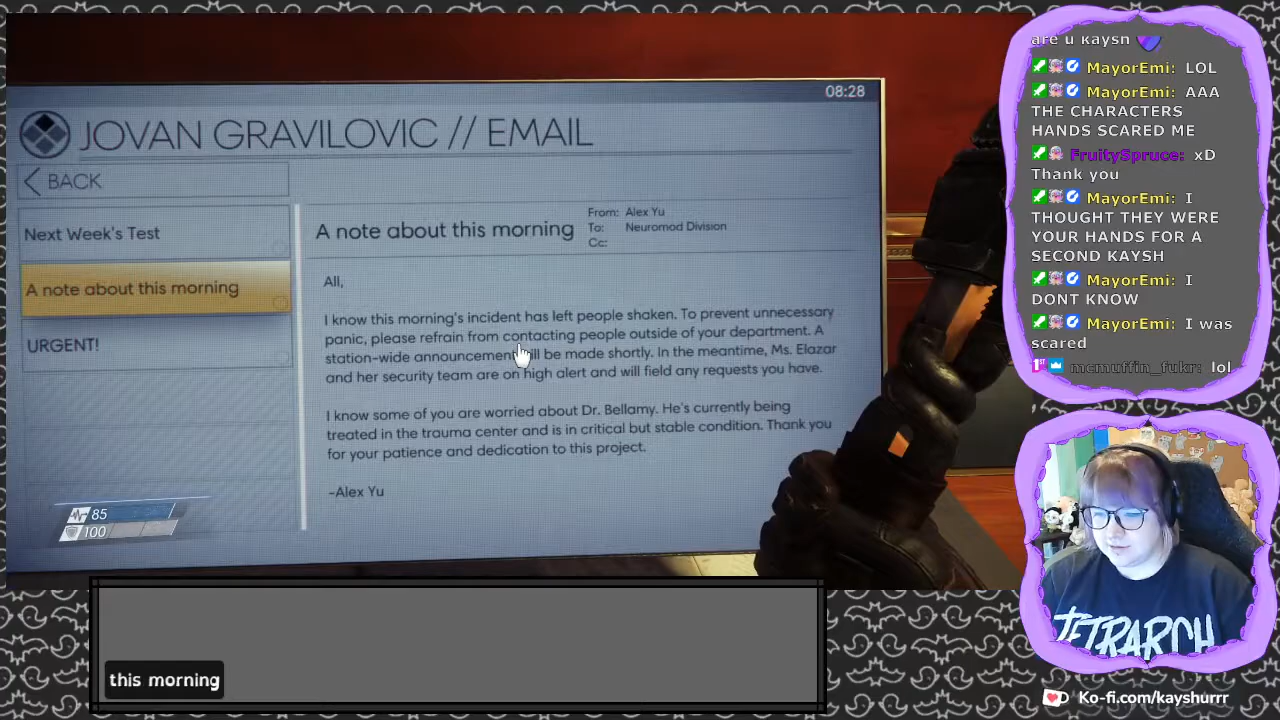 08:28
JOVAN GRAVILOVIC // EMAIL
BACK
Next Week's Test
A note about this morning
URGENT!
A note about this morning
From: Alex Yu
To: Neuromod Division
Cc:
All,
I know this morning's incident has left people shaken. To prevent unnecessary
panic, please refrain from contacting people outside of your department. A
station-wide announcement will be made shortly. In the meantime, Ms. Elazar
and her security team are on high alert and will field any requests you have.
I know some of you are worried about Dr. Bellamy. He's currently being
treated in the trauma center and is in critical but stable condition. Thank you
for your patience and dedication to this project.
-Alex Yu
85
100
are u kaysh
MayorEmi: LOL
MayorEmi: AAA
THE CHARACTERS
HANDS SCARED ME
FruitySpruce: xD
Thank you
MayorEmi: I
THOUGHT THEY WERE
YOUR HANDS FOR A
SECOND KAYSH
MayorEmi: I
DONT KNOW
MayorEmi: I was
scared
1st
mcmuffin_fukr: lol
TETRARCH
this morning
Ko-fi.com/kayshurrr